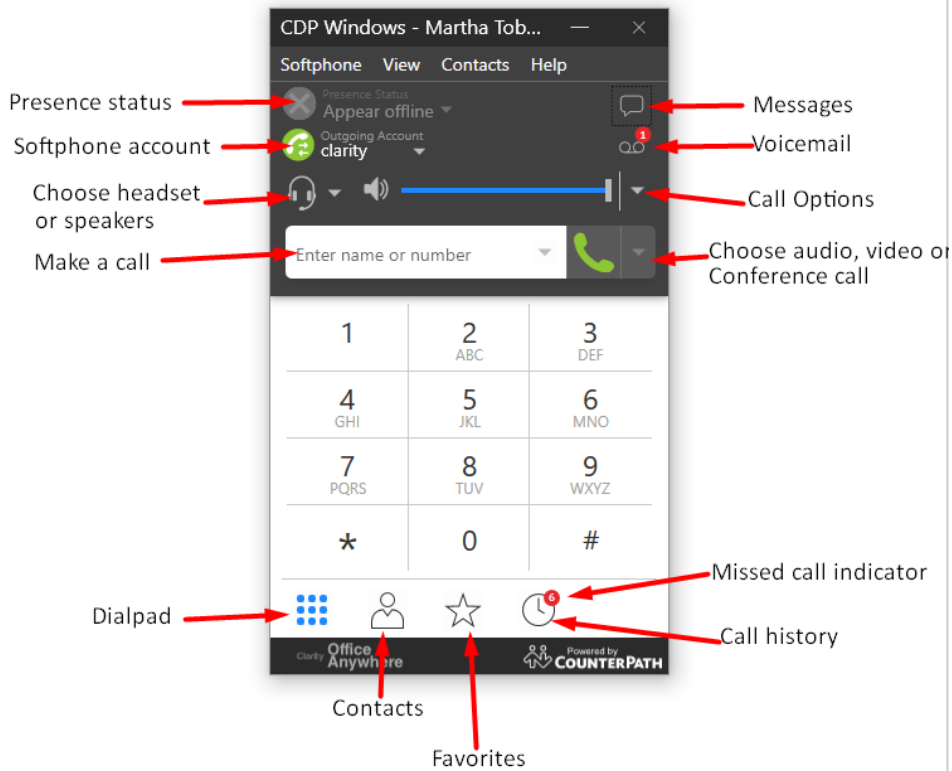 CDP Windows - Martha Tob...
Softphone View Contacts Help
Presence status
Presence Status
Appear offline
Messages
Softphone account
Outgoing Account
clarity
1
Voicemail
Choose headset
or speakers
Call Options
Make a call
Enter name or number
Choose audio, video or
Conference call
1 2 3
ABC DEF
4 5 6
GHI JKL MNO
7 8 9
PQRS TUV WXYZ
* 0 #
Missed call indicator
6
Dialpad
Call history
Clarity Office
Anywhere
Powered by
COUNTERPATH
Contacts
Favorites